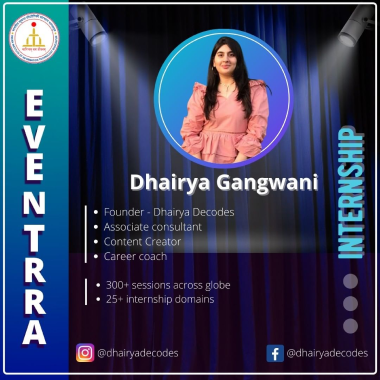 EVENTRRA
Dhairya Gangwani
INTERNSHIP
Founder - Dhairya Decodes
Associate consultant
Content Creator
Career coach
300+ sessions across globe
25+ internship domains
@dhairyadecodes
@dhairyadecodes